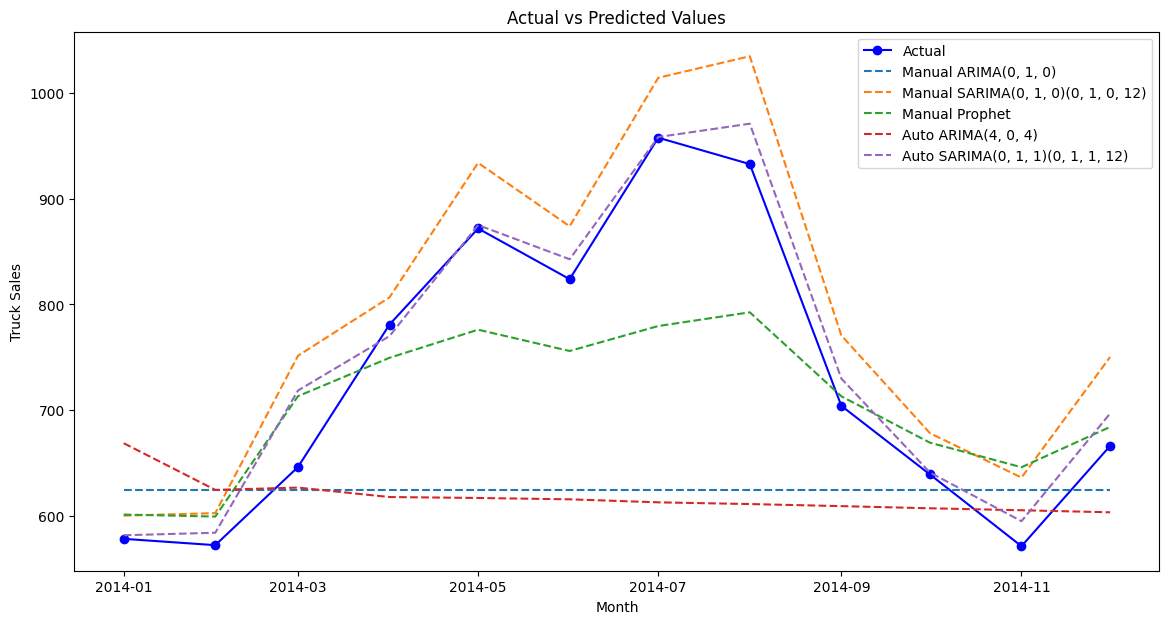 Actual vs Predicted Values
Actual
Manual ARIMA(0, 1, 0)
Manual SARIMA(0, 1, 0)(0, 1, 0, 12)
Manual Prophet
Auto ARIMA(4, 0, 4)
Auto SARIMA(0, 1, 1)(0, 1, 1, 12)
Truck Sales
1000
900
800
700
600
2014-01
2014-03
2014-05
2014-07
2014-09
2014-11
Month